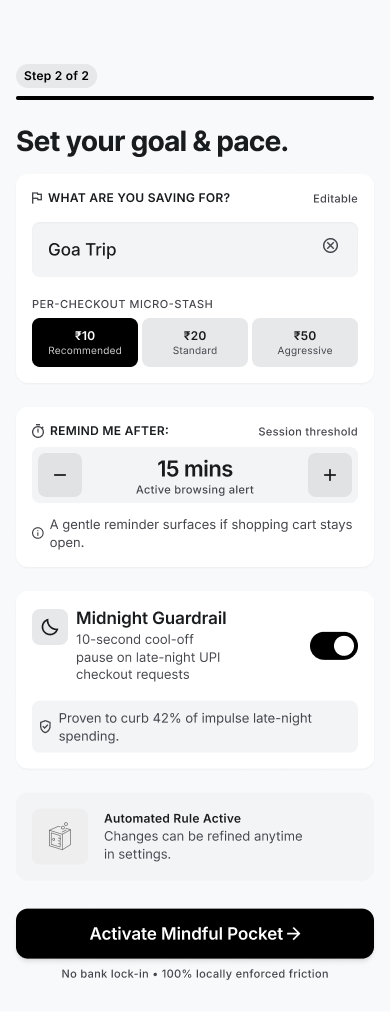 Step 2 of 2
Set your goal & pace.
WHAT ARE YOU SAVING FOR?
Editable
Goa Trip
PER-CHECKOUT MICRO-STASH
₹10
Recommended
₹20
Standard
₹50
Aggressive
REMIND ME AFTER:
Session threshold
−
15 mins
+
Active browsing alert
A gentle reminder surfaces if shopping cart stays
open.
Midnight Guardrail
10-second cool-off
pause on late-night UPI
checkout requests
Proven to curb 42% of impulse late-night
spending.
Automated Rule Active
Changes can be refined anytime
in settings.
Activate Mindful Pocket→
No bank lock-in • 100% locally enforced friction